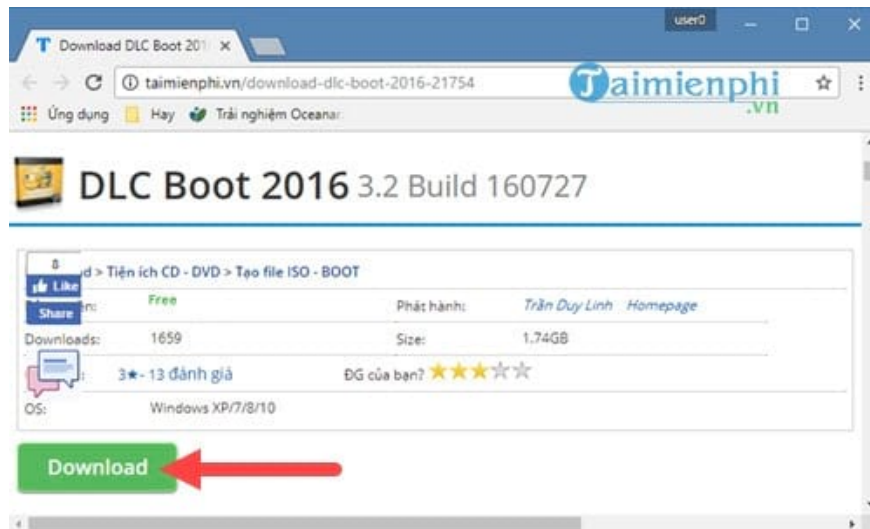 user0
Download DLC Boot 201
taimienphi.vn/download-dlc-boot-2016-21754
Taimienphi
.vn
Ứng dụng Hay Trải nghiệm Oceanar
DLC Boot 2016 3.2 Build 160727
8
d > Tiện ích CD - DVD > Tạo file ISO - BOOT
Like
Free Phát hành: Trần Duy Linh Homepage
Share
Downloads: 1659 Size: 1.74GB
3★- 13 đánh giá ĐG của bạn?
OS: Windows XP/7/8/10
Download